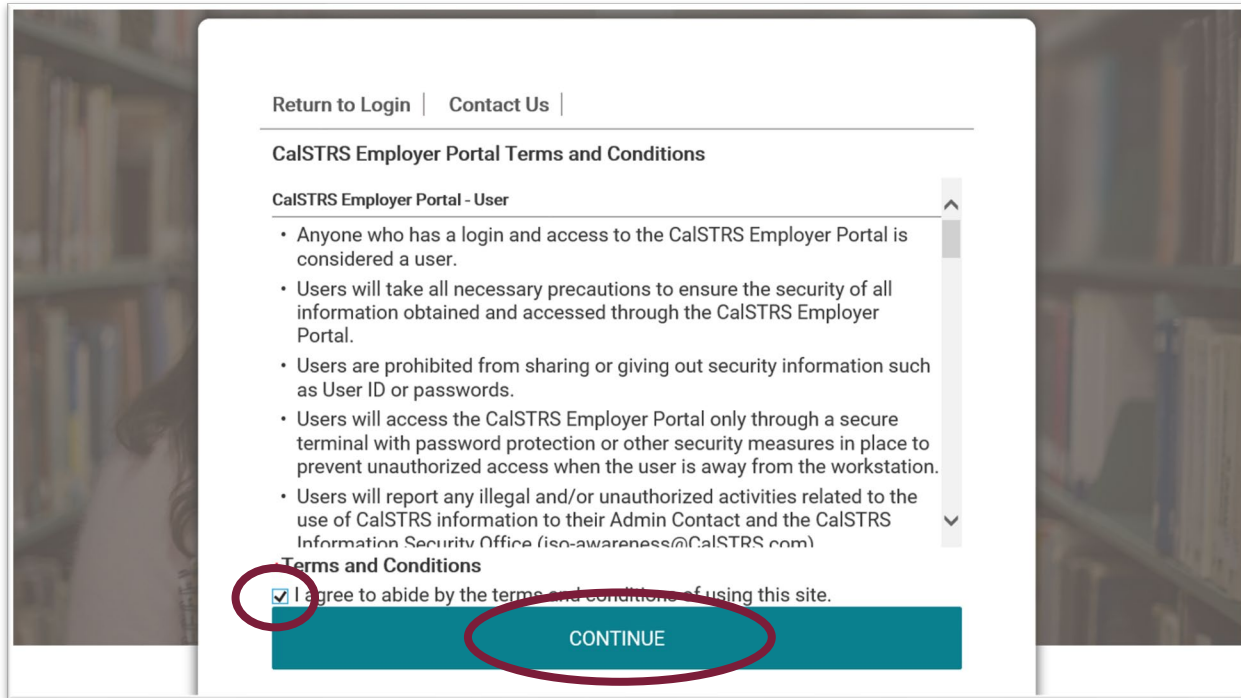 Return to Login | Contact Us |
CalSTRS Employer Portal Terms and Conditions
CalSTRS Employer Portal - User
• Anyone who has a login and access to the CalSTRS Employer Portal is
considered a user.
• Users will take all necessary precautions to ensure the security of all
information obtained and accessed through the CalSTRS Employer
Portal.
• Users are prohibited from sharing or giving out security information such
as User ID or passwords.
• Users will access the CalSTRS Employer Portal only through a secure
terminal with password protection or other security measures in place to
prevent unauthorized access when the user is away from the workstation.
• Users will report any illegal and/or unauthorized activities related to the
use of CalSTRS information to their Admin Contact and the CalSTRS
Information Security Office (iso-awareness@CalSTRS.com)
Terms and Conditions
I agree to abide by the terms and conditions of using this site.
CONTINUE